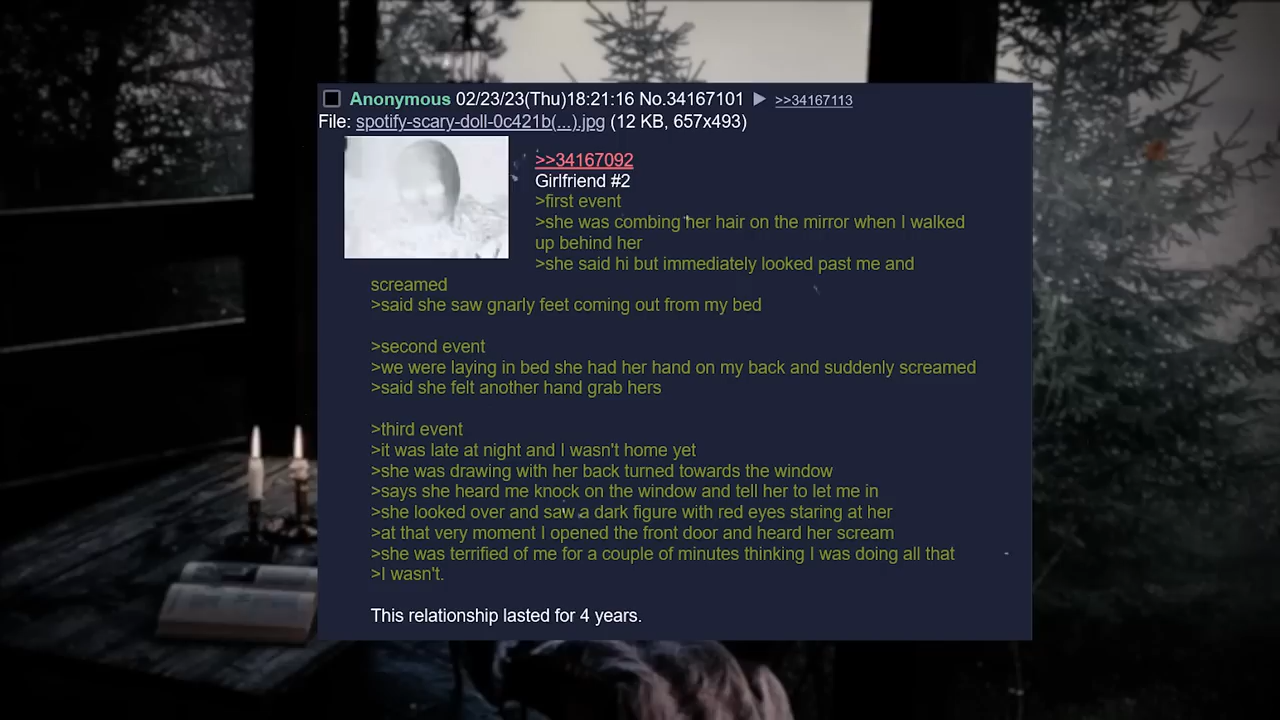 Anonymous 02/23/23(Thu)18:21:16 No.34167101 ▶ >>34167113
File: spotify-scary-doll-0c421b(...).jpg (12 KB, 657x493)
>>34167092
Girlfriend #2
>first event
>she was combing her hair on the mirror when I walked
up behind her
>she said hi but immediately looked past me and
screamed
>said she saw gnarly feet coming out from my bed
>second event
>we were laying in bed she had her hand on my back and suddenly screamed
>said she felt another hand grab hers
>third event
>it was late at night and I wasn't home yet
>she was drawing with her back turned towards the window
>says she heard me knock on the window and tell her to let me in
>she looked over and saw a dark figure with red eyes staring at her
>at that very moment I opened the front door and heard her scream
>she was terrified of me for a couple of minutes thinking I was doing all that
>I wasn't.
This relationship lasted for 4 years.